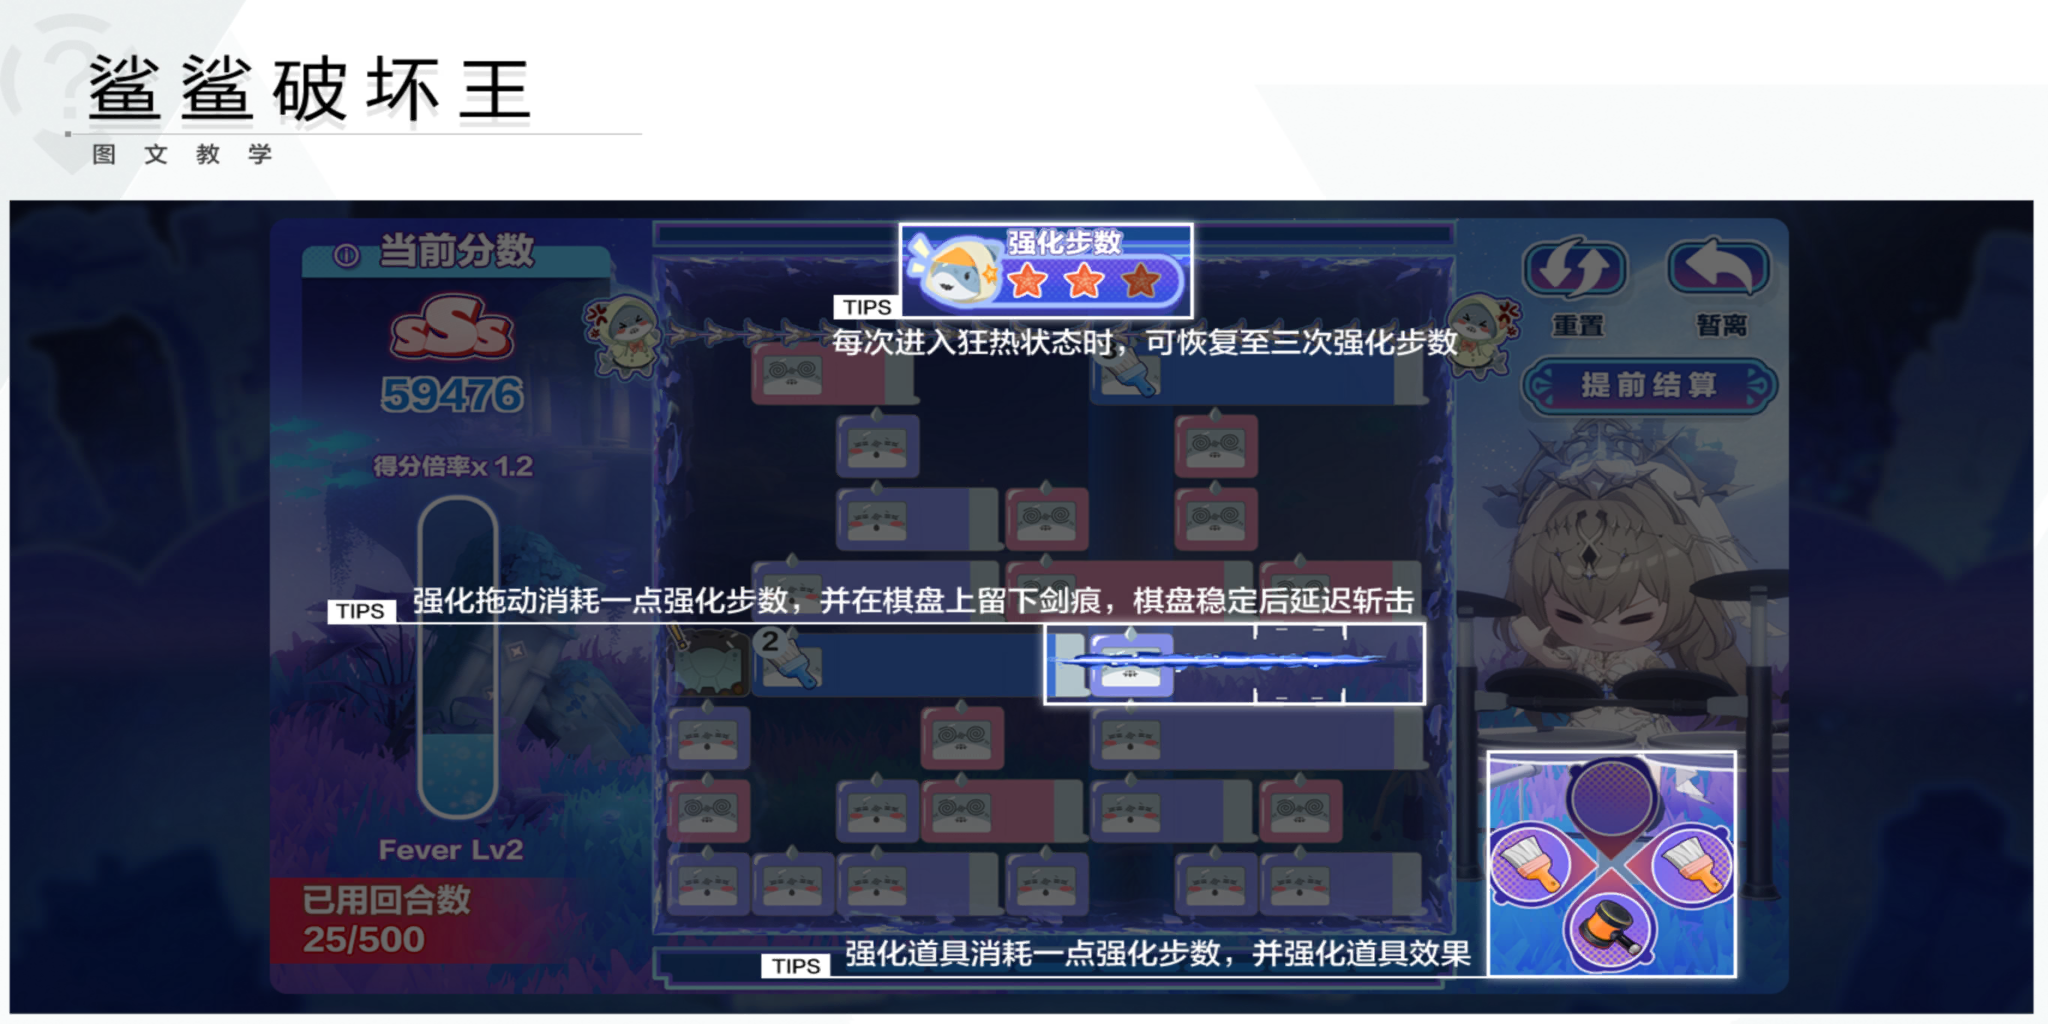 鲨鲨破坏王
图文教学
当前分数
SSS
59476
得分倍率x 1.2
Fever Lv2
已用回合数
25/500
强化步数
TIPS
每次进入狂热状态时，可恢复至三次强化步数
TIPS
强化拖动消耗一点强化步数，并在棋盘上留下剑痕，棋盘稳定后延迟斩击
2
TIPS
强化道具消耗一点强化步数，并强化道具效果
重置
暂离
提前结算